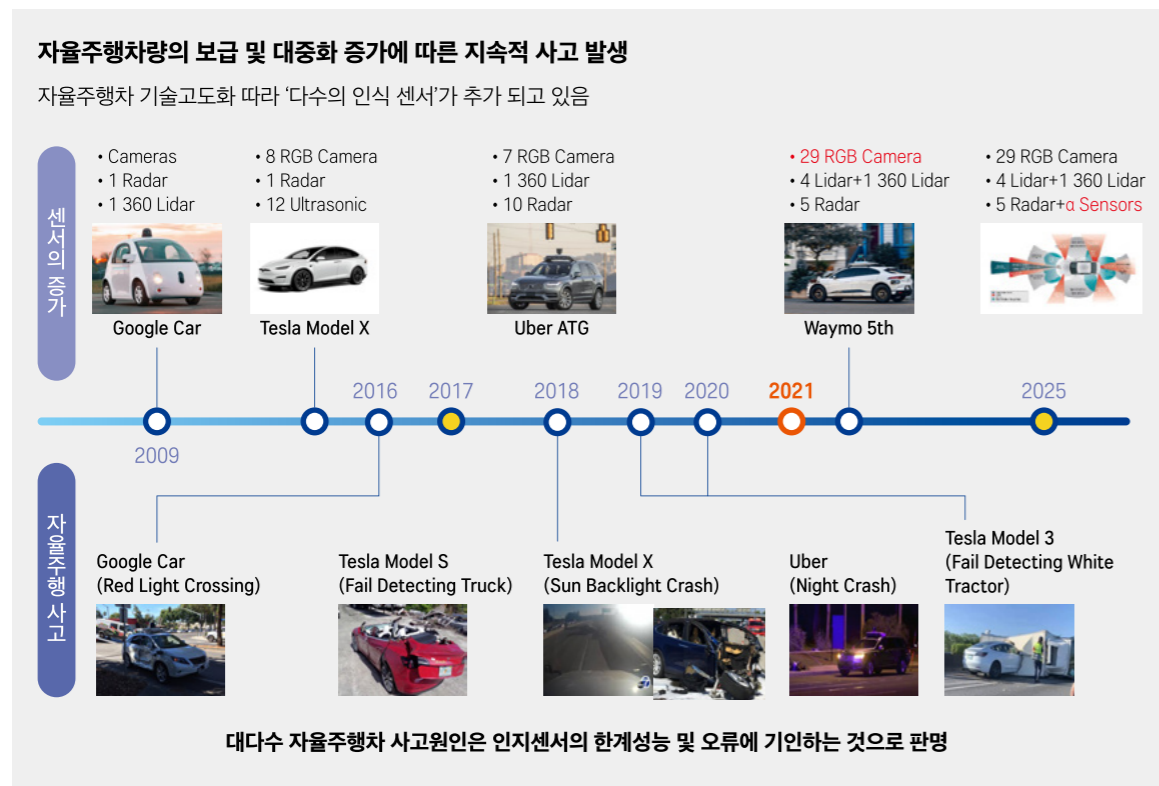 자율주행차량의 보급 및 대중화 증가에 따른 지속적 사고 발생
자율주행차 기술고도화 따라 ‘다수의 인식 센서’가 추가 되고 있음
센서의 증가
• Cameras
• 1 Radar
• 1 360 Lidar
Google Car
• 8 RGB Camera
• 1 Radar
• 12 Ultrasonic
Tesla Model X
• 7 RGB Camera
• 1 360 Lidar
• 10 Radar
Uber ATG
• 29 RGB Camera
• 4 Lidar+1 360 Lidar
• 5 Radar
Waymo 5th
• 29 RGB Camera
• 4 Lidar+1 360 Lidar
• 5 Radar+α Sensors
2009
2016
2017
2018
2019
2020
2021
2025
자율주행 사고
Google Car
(Red Light Crossing)
Tesla Model S
(Fail Detecting Truck)
Tesla Model X
(Sun Backlight Crash)
Uber
(Night Crash)
Tesla Model 3
(Fail Detecting White
Tractor)
대다수 자율주행차 사고원인은 인지센서의 한계성능 및 오류에 기인하는 것으로 판명